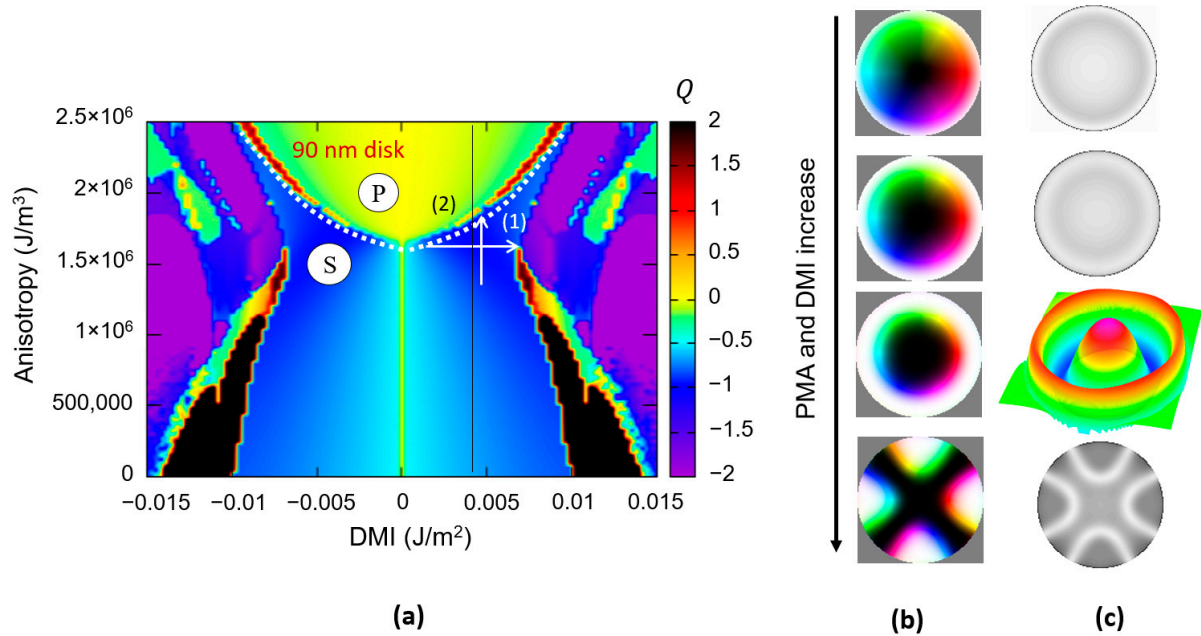 Q
2.5×10⁶
2×10⁶
1.5×10⁶
1×10⁶
500,000
0
Anisotropy (J/m³)
90 nm disk
P
S
(2)
(1)
2
1.5
1
0.5
0
−0.5
−1
−1.5
−2
−0.015 −0.01 −0.005 0 0.005 0.01 0.015
DMI (J/m²)
PMA and DMI increase
(a) (b) (c)